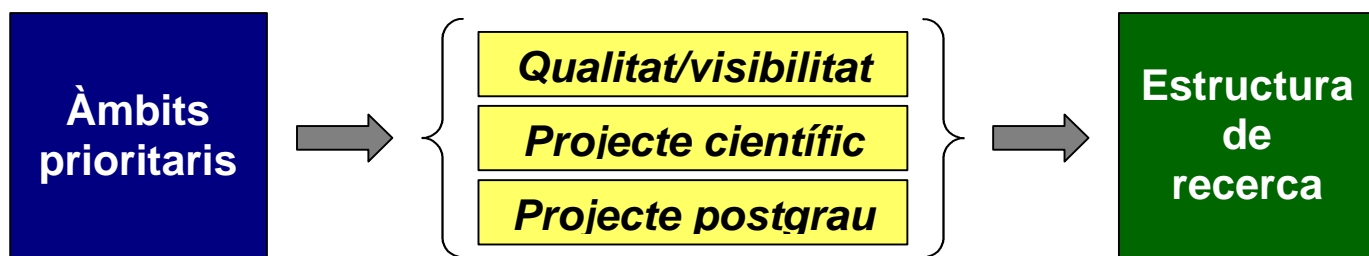 Àmbits
prioritaris
Qualitat/visibilitat
Projecte científic
Projecte postgrau
Estructura
de
recerca